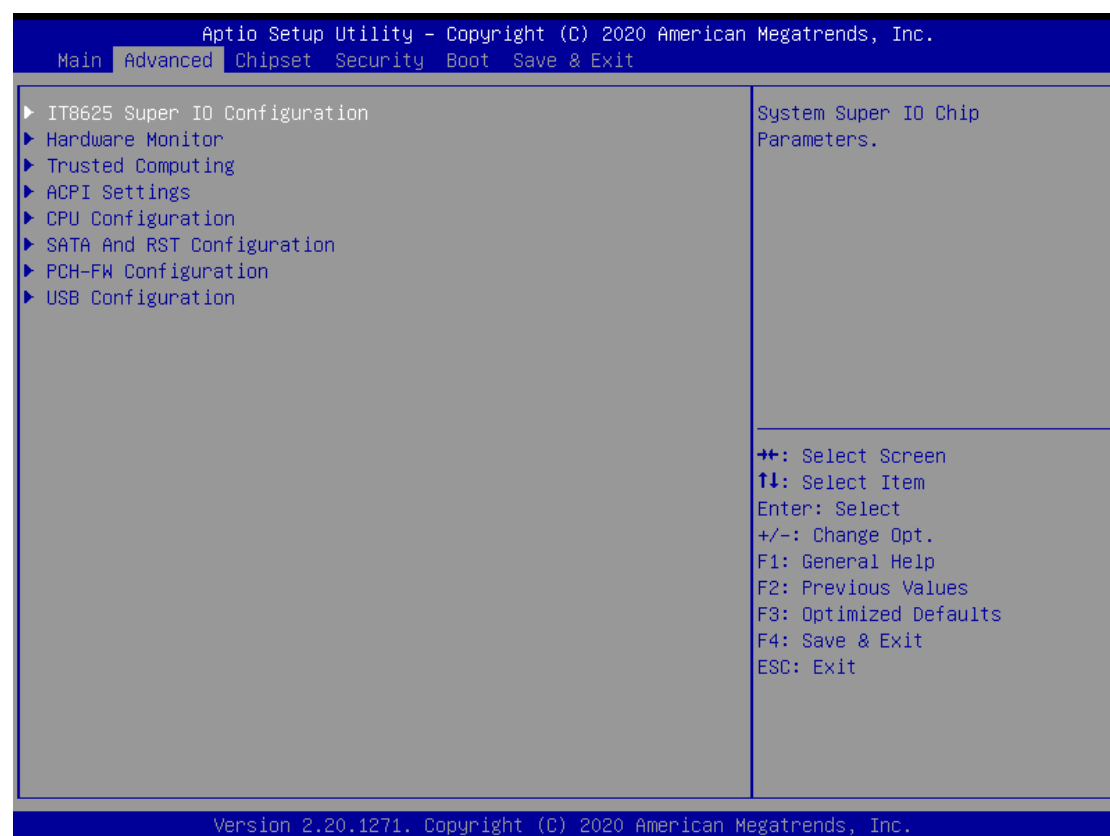 Aptio Setup Utility – Copyright (C) 2020 American Megatrends, Inc.
Main Advanced Chipset Security Boot Save & Exit
▶ IT8625 Super IO Configuration
▶ Hardware Monitor
▶ Trusted Computing
▶ ACPI Settings
▶ CPU Configuration
▶ SATA And RST Configuration
▶ PCH-FW Configuration
▶ USB Configuration
System Super IO Chip
Parameters.
→←: Select Screen
↑↓: Select Item
Enter: Select
+/-: Change Opt.
F1: General Help
F2: Previous Values
F3: Optimized Defaults
F4: Save & Exit
ESC: Exit
Version 2.20.1271. Copyright (C) 2020 American Megatrends, Inc.